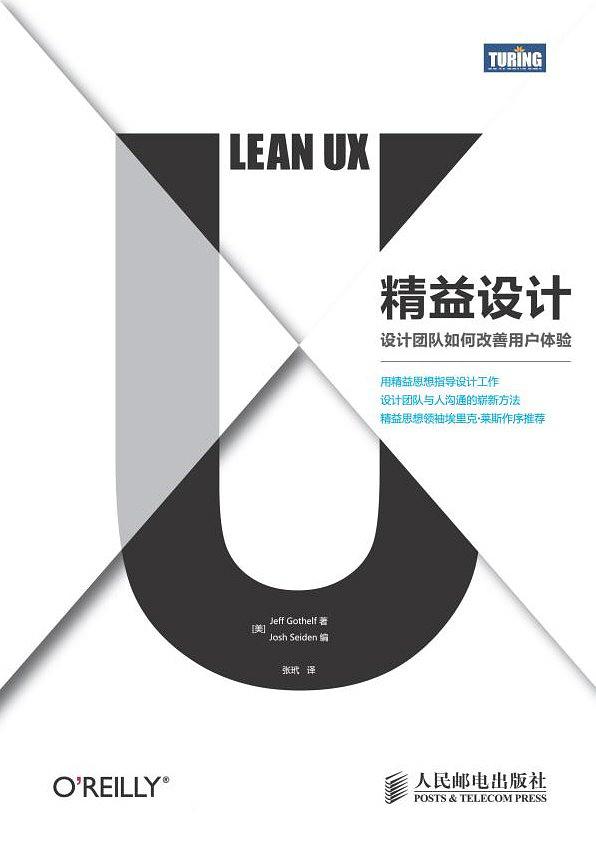 TURING
LEAN UX
精益设计
设计团队如何改善用户体验
用精益思想指导设计工作
设计团队与人沟通的崭新方法
精益思想领袖埃里克·莱斯作序推荐
[美] Jeff Gothelf 著
Josh Seiden 编
张玳 译
O'REILLY®
人民邮电出版社
POSTS & TELECOM PRESS